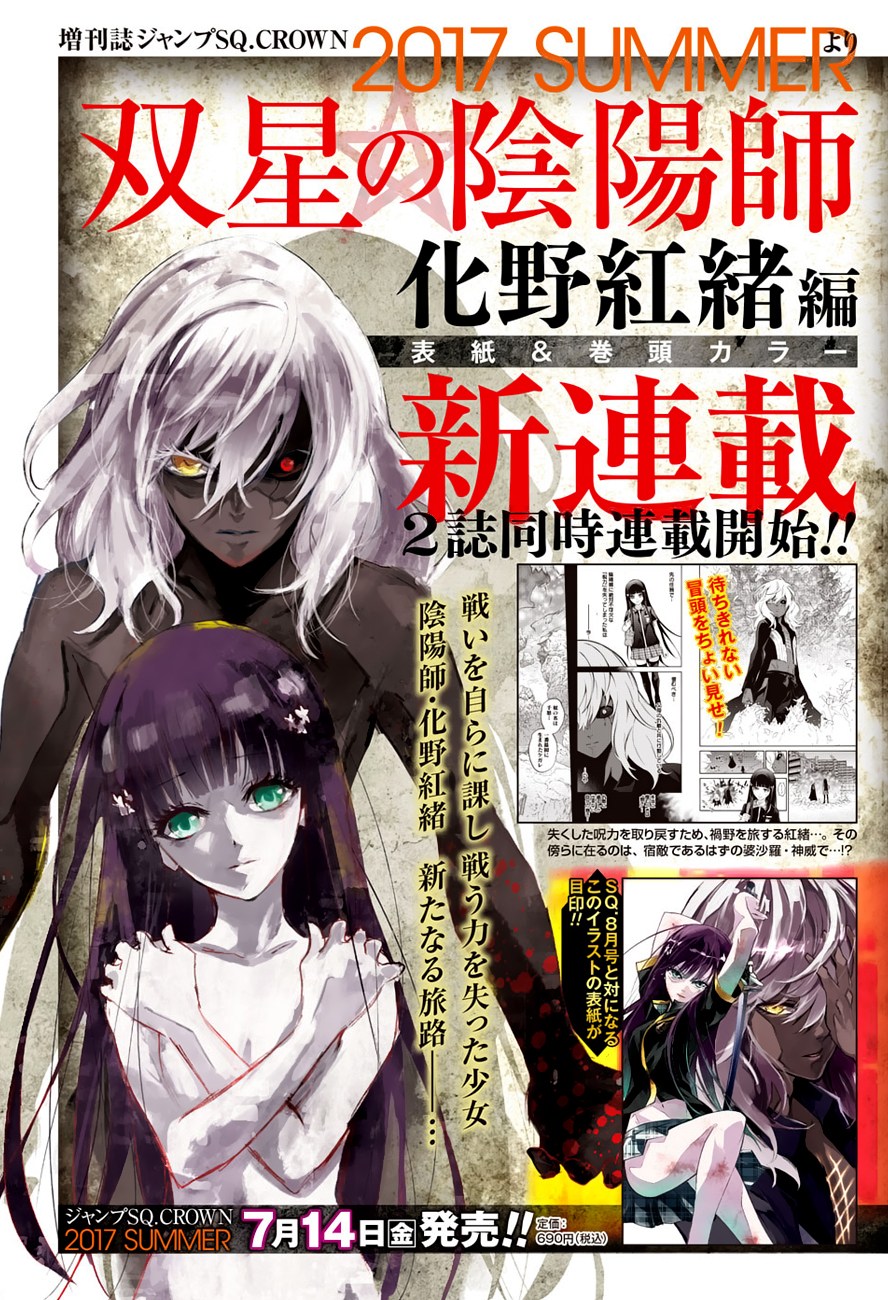 増刊誌ジャンプSQ.CROWN 2017 SUMMERより
双星の陰陽師
化野紅緒編
表紙&巻頭カラー
新連載
2誌同時連載開始!!
戦いを自らに課し 戦う力を失った少女
陰陽師・化野紅緒 新たなる旅路――…
待ちきれない
冒頭をちょい見せ!!
失くした呪力を取り戻すため、禍野を旅する紅緒…。その
傍らに在るのは、宿敵であるはずの婆沙羅・神威で…!?
SQ.8月号と対になる
このイラストの表紙が
目印!!
ジャンプSQ.CROWN
2017 SUMMER
7月14日金発売!!
定価:
690円(税込)